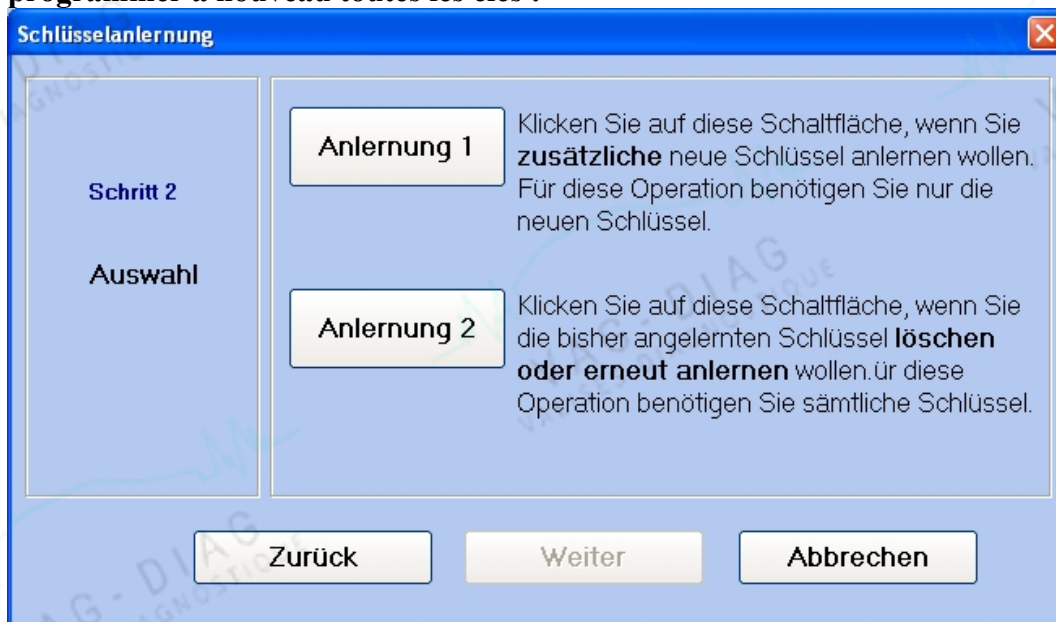 programmer à nouveau toutes les clés :
Schlüsselanlernung
Schritt 2
Auswahl
Anlernung 1
Klicken Sie auf diese Schaltfläche, wenn Sie
zusätzliche neue Schlüssel anlernen wollen.
Für diese Operation benötigen Sie nur die
neuen Schlüssel.
Anlernung 2
Klicken Sie auf diese Schaltfläche, wenn Sie
die bisher angelernten Schlüssel löschen
oder erneut anlernen wollen.ür diese
Operation benötigen Sie sämtliche Schlüssel.
Zurück
Weiter
Abbrechen
VAG - DIAG